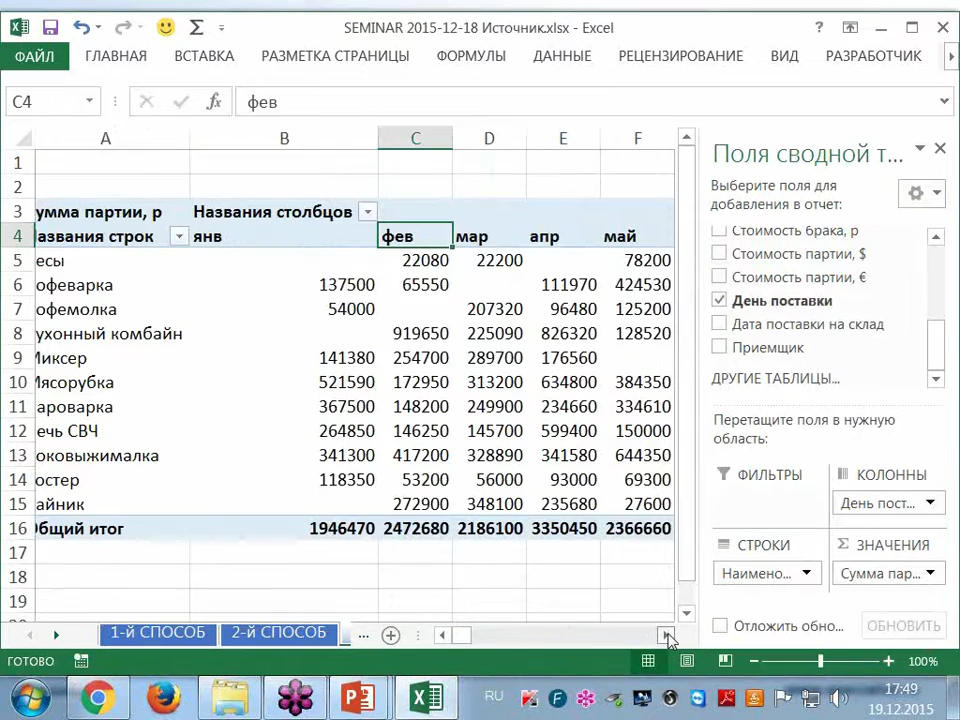 SEMINAR 2015-12-18 Источник.xlsx - Excel
?
ФАЙЛ ГЛАВНАЯ ВСТАВКА РАЗМЕТКА СТРАНИЦЫ ФОРМУЛЫ ДАННЫЕ РЕЦЕНЗИРОВАНИЕ ВИД РАЗРАБОТЧИК
C4 fx фев
A B C D E F
1
2
3 умма партии, р Названия столбцов
4 азвания строк янв фев мар апр май
5 есы 22080 22200 78200
6 офеварка 137500 65550 111970 424530
7 офемолка 54000 207320 96480 125200
8 ухонный комбайн 919650 225090 826320 128520
9 Миксер 141380 254700 289700 176560
10 Мясорубка 521590 172950 313200 634800 384350
11 ароварка 367500 148200 249900 234660 334610
12 ечь СВЧ 264850 146250 145700 599400 150000
13 оковыжималка 341300 417200 328890 341580 644350
14 остер 118350 53200 56000 93000 69300
15 айник 272900 348100 235680 27600
16 Общий итог 1946470 2472680 2186100 3350450 2366660
17
18
19
Поля сводной т...
Выберите поля для
добавления в отчет:
Стоимость брака, р
Стоимость партии, $
Стоимость партии, €
День поставки
Дата поставки на склад
Приемщик
ДРУГИЕ ТАБЛИЦЫ...
Перетащите поля в нужную
область:
ФИЛЬТРЫ КОЛОННЫ
День пост...
СТРОКИ Σ ЗНАЧЕНИЯ
Наимено... Сумма пар...
Отложить обно... ОБНОВИТЬ
1-й СПОСОБ 2-й СПОСОБ ...
ГОТОВО 100%
RU 17:49
19.12.2015